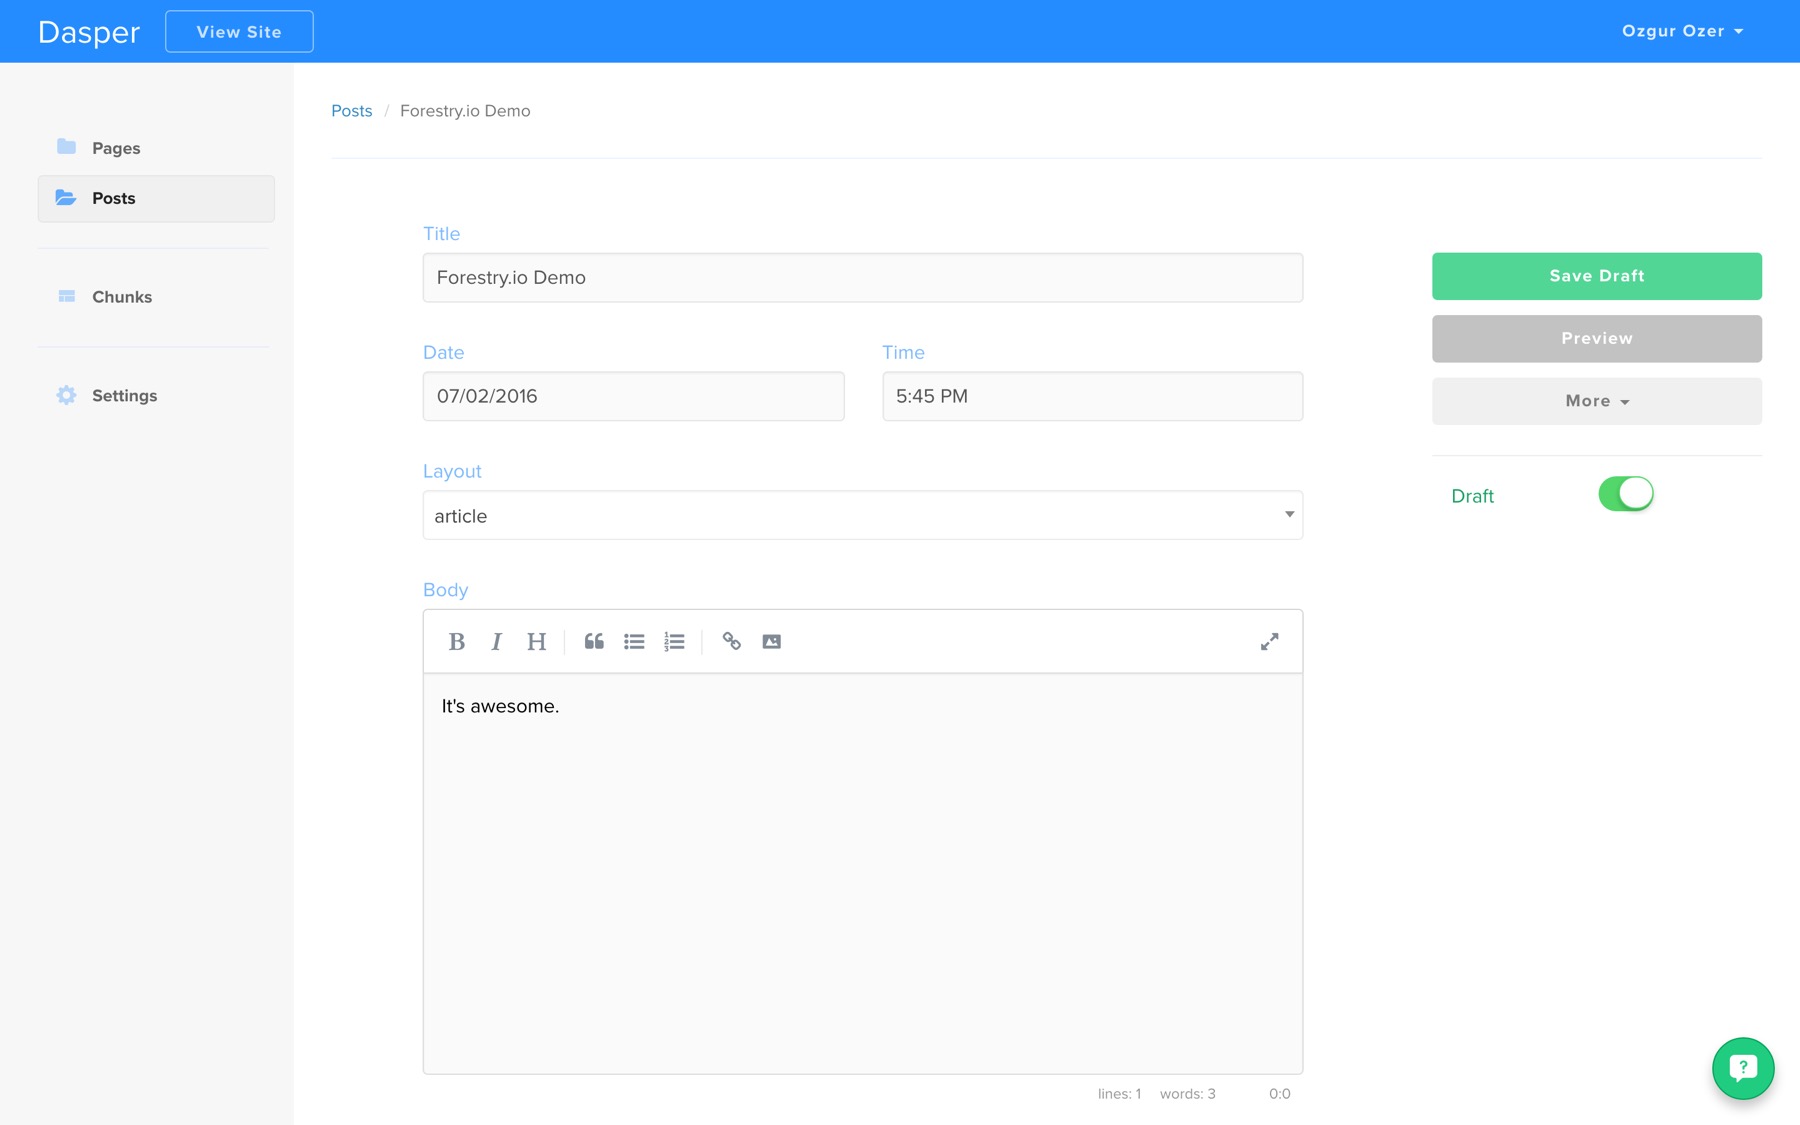 Dasper
View Site
Ozgur Ozer
Pages
Posts
Chunks
Settings
Posts / Forestry.io Demo
Title
Forestry.io Demo
Date
Time
07/02/2016
5:45 PM
Layout
article
Body
B I H
It's awesome.
lines: 1 words: 3 0:0
Save Draft
Preview
More
Draft